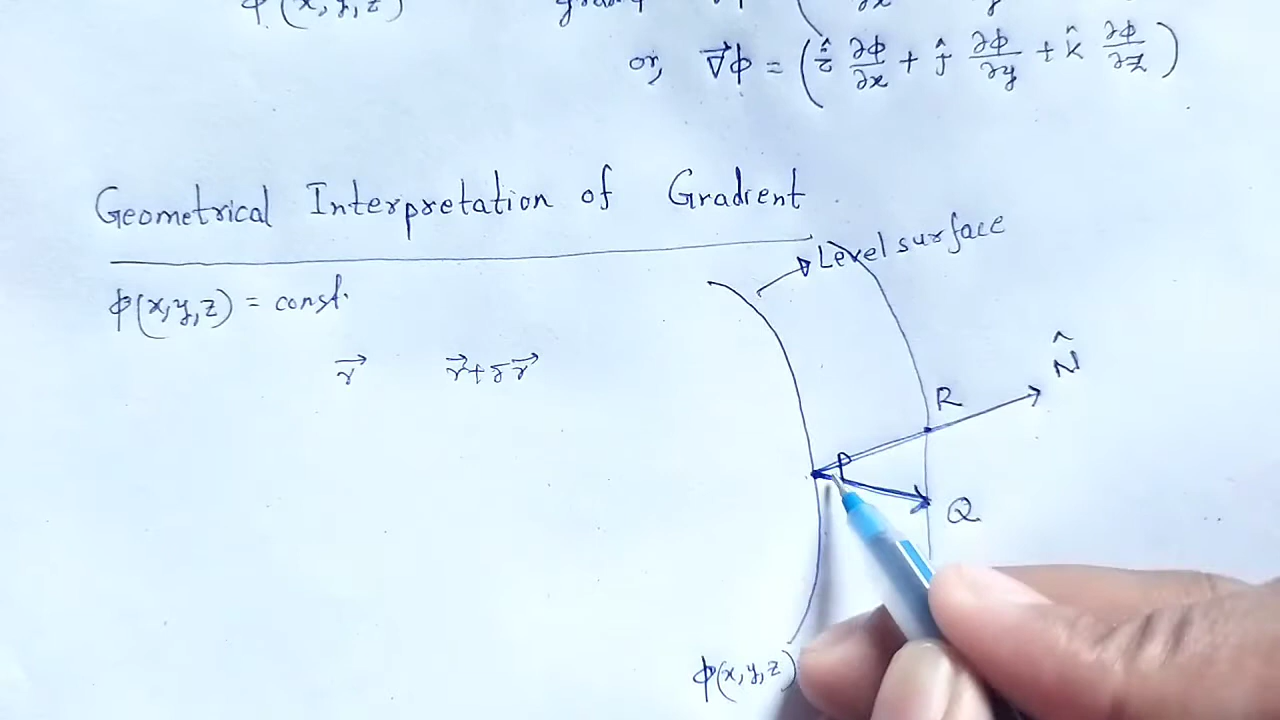 ϕ(x,y,z)
or, ∇⃗ϕ = (î ∂ϕ/∂x + ĵ ∂ϕ/∂y + k̂ ∂ϕ/∂z)
Geometrical Interpretation of Gradient
Level surface
ϕ(x,y,z) = const.
r⃗ r⃗+δr⃗
N̂
R
P
Q
ϕ(x,y,z)